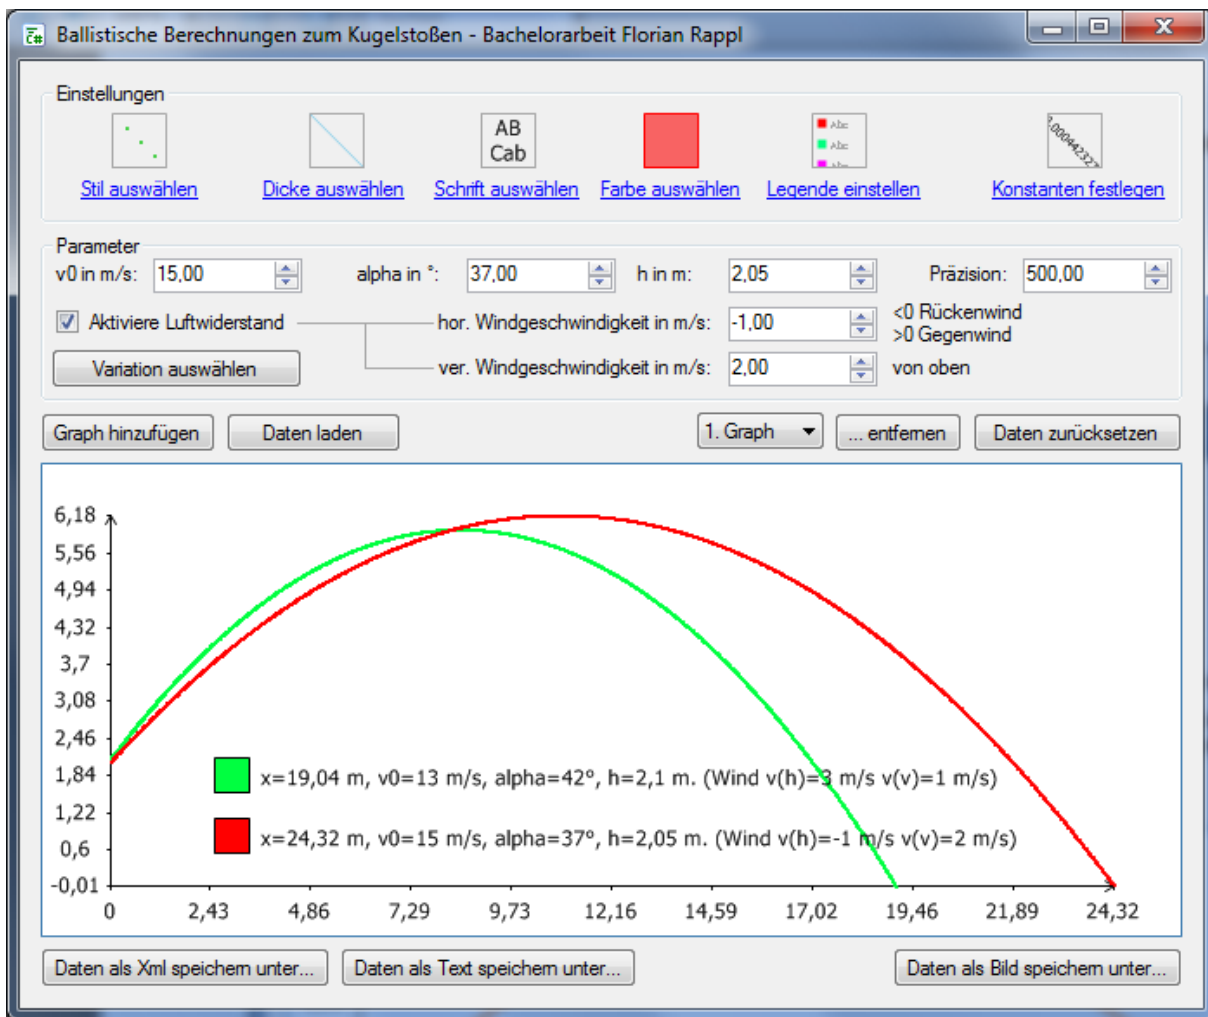 Ballistische Berechnungen zum Kugelstoßen - Bachelorarbeit Florian Rappl
Einstellungen
AB
Cab
Abc
Abc
Abc
Stil auswählen
Dicke auswählen
Schrift auswählen
Farbe auswählen
Legende einstellen
Konstanten festlegen
Parameter
v0 in m/s: 15,00 alpha in °: 37,00 h in m: 2,05 Präzision: 500,00
Aktiviere Luftwiderstand hor. Windgeschwindigkeit in m/s: -1,00 <0 Rückenwind
>0 Gegenwind
Variation auswählen ver. Windgeschwindigkeit in m/s: 2,00 von oben
Graph hinzufügen Daten laden 1. Graph ... entfernen Daten zurücksetzen
6,18
5,56
4,94
4,32
3,7
3,08
2,46
1,84
1,22
0,6
-0,01
x=19,04 m, v0=13 m/s, alpha=42°, h=2,1 m. (Wind v(h)=3 m/s v(v)=1 m/s)
x=24,32 m, v0=15 m/s, alpha=37°, h=2,05 m. (Wind v(h)=-1 m/s v(v)=2 m/s)
0 2,43 4,86 7,29 9,73 12,16 14,59 17,02 19,46 21,89 24,32
Daten als Xml speichern unter... Daten als Text speichern unter... Daten als Bild speichern unter...